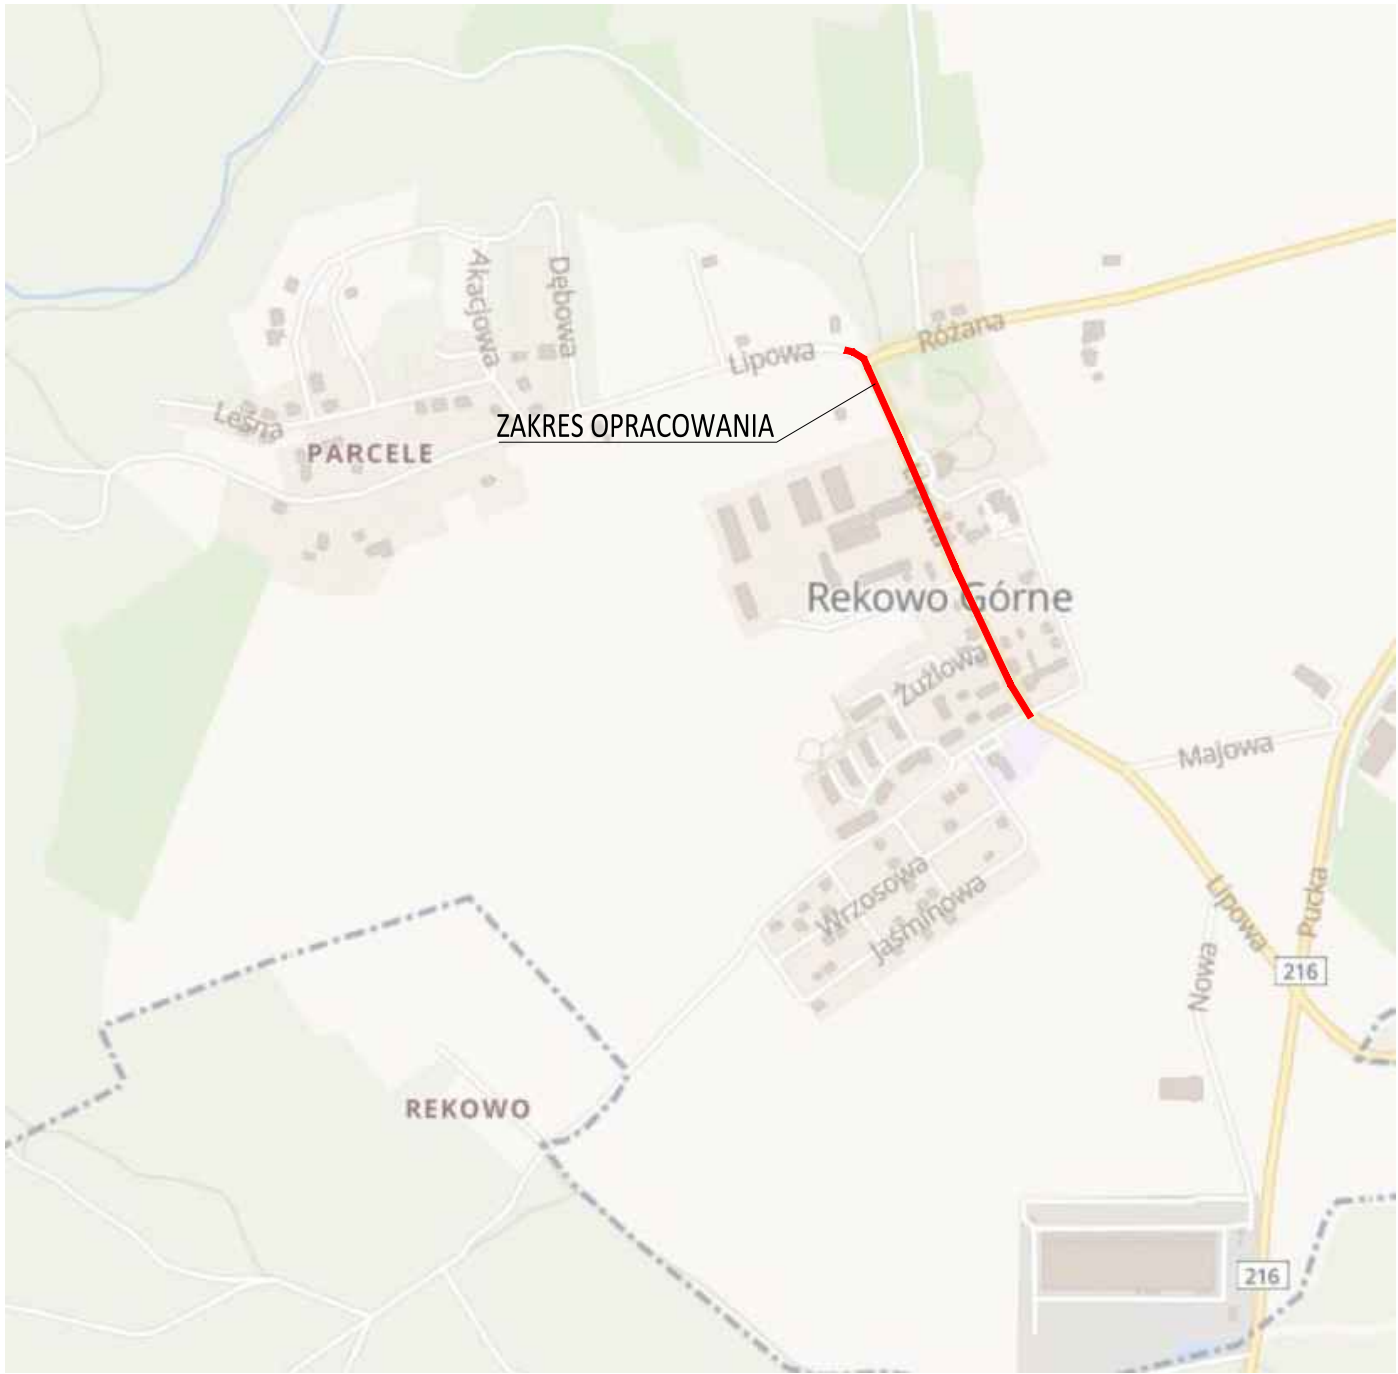 Akacjowa
Dębowa
Różana
Lipowa
Leśna
ZAKRES OPRACOWANIA
PARCELE
Rekowo Górne
Żużlowa
Majowa
Wrzosowa
Jaśminowa
Lipowa
Pucka
Nowa
216
REKOWO
216